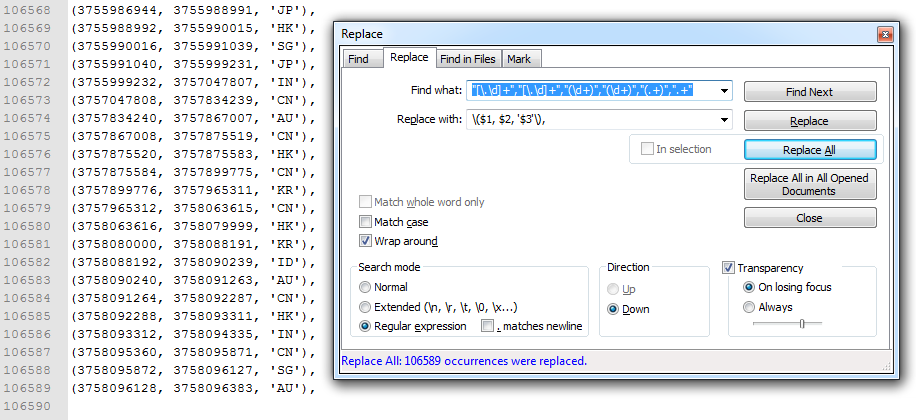 106568 (3755986944, 3755988991, 'JP'),
106569 (3755988992, 3755990015, 'HK'),
106570 (3755990016, 3755991039, 'SG'),
106571 (3755991040, 3755999231, 'JP'),
106572 (3755999232, 3757047807, 'IN'),
106573 (3757047808, 3757834239, 'CN'),
106574 (3757834240, 3757867007, 'AU'),
106575 (3757867008, 3757875519, 'CN'),
106576 (3757875520, 3757875583, 'HK'),
106577 (3757875584, 3757899775, 'CN'),
106578 (3757899776, 3757965311, 'KR'),
106579 (3757965312, 3758063615, 'CN'),
106580 (3758063616, 3758079999, 'HK'),
106581 (3758080000, 3758088191, 'KR'),
106582 (3758088192, 3758090239, 'ID'),
106583 (3758090240, 3758091263, 'AU'),
106584 (3758091264, 3758092287, 'CN'),
106585 (3758092288, 3758093311, 'HK'),
106586 (3758093312, 3758094335, 'IN'),
106587 (3758095360, 3758095871, 'CN'),
106588 (3758095872, 3758096127, 'SG'),
106589 (3758096128, 3758096383, 'AU'),
106590
Replace
Find Replace Find in Files Mark
Find what: "[\.\d]+","[\.\d]+","(\d+)","(\d+)","(.+)",".+" Find Next
Replace with: \($1, $2, '$3'\), Replace
In selection Replace All
Replace All in All Opened
Documents
Close
Match whole word only
Match case
Wrap around
Search mode
Normal
Extended (\n, \r, \t, \0, \x...)
Regular expression . matches newline
Direction
Up
Down
Transparency
On losing focus
Always
Replace All: 106589 occurrences were replaced.